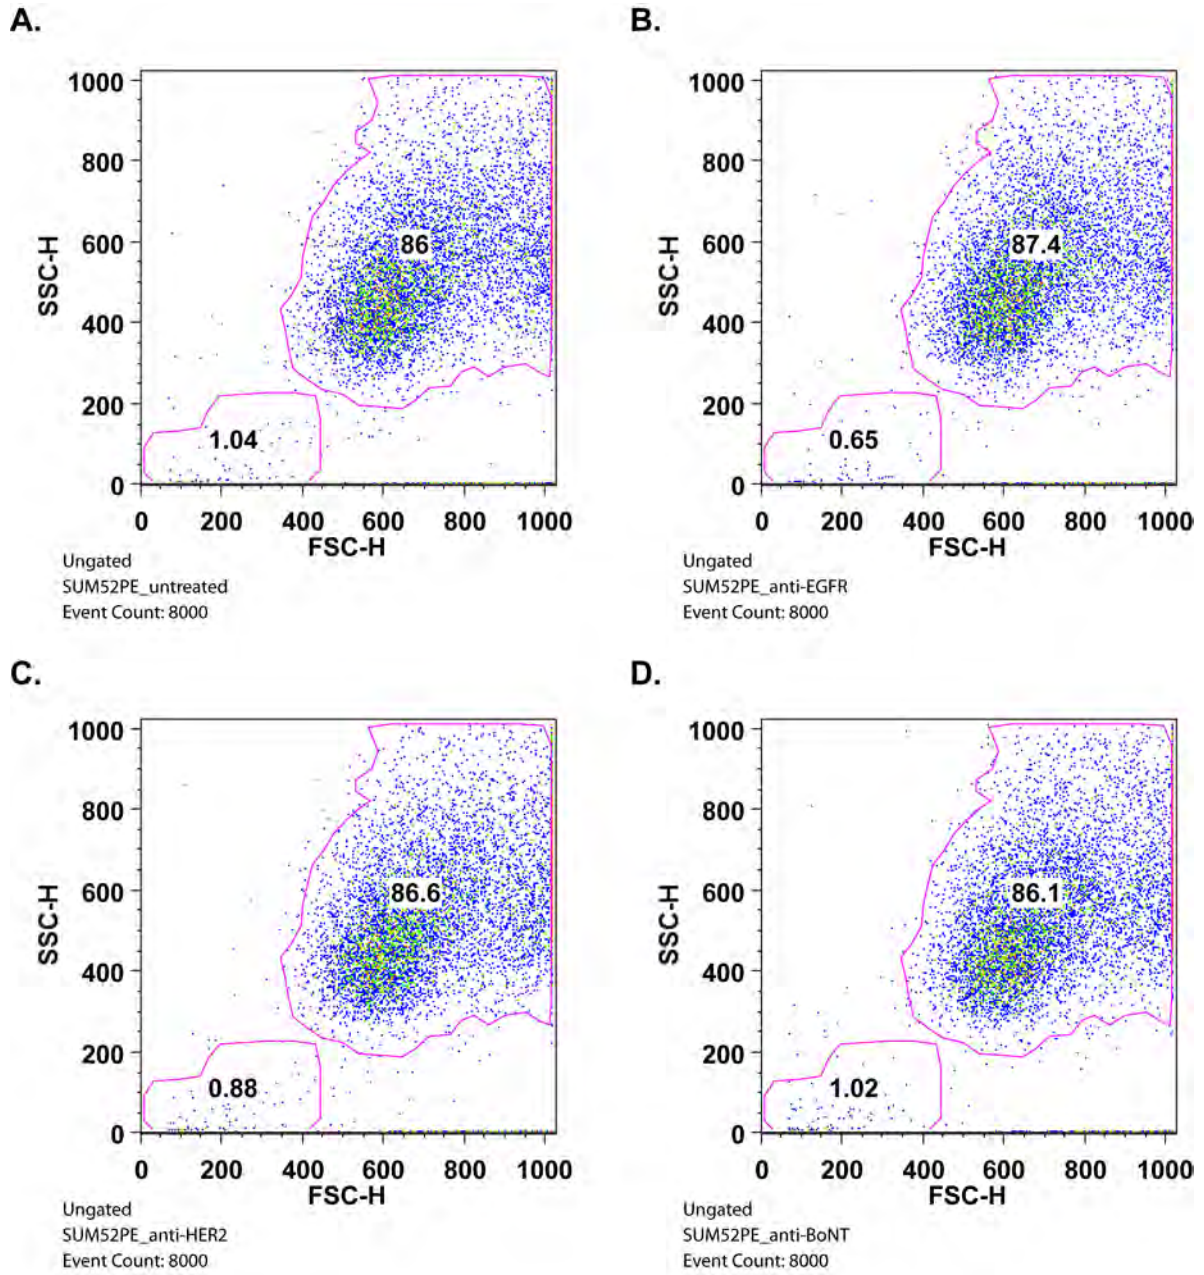 A.
B.
1000
800
600
400
200
0
SSC-H
86
1.04
0 200 400 600 800 1000
FSC-H
Ungated
SUM52PE_untreated
Event Count: 8000
1000
800
600
400
200
0
SSC-H
87.4
0.65
0 200 400 600 800 1000
FSC-H
Ungated
SUM52PE_anti-EGFR
Event Count: 8000
C.
D.
1000
800
600
400
200
0
SSC-H
86.6
0.88
0 200 400 600 800 1000
FSC-H
Ungated
SUM52PE_anti-HER2
Event Count: 8000
1000
800
600
400
200
0
SSC-H
86.1
1.02
0 200 400 600 800 1000
FSC-H
Ungated
SUM52PE_anti-BoNT
Event Count: 8000